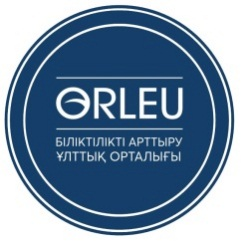 ӨRLEU
БІЛІКТІЛІКТІ АРТТЫРУ
ҰЛТТЫҚ ОРТАЛЫҒЫ